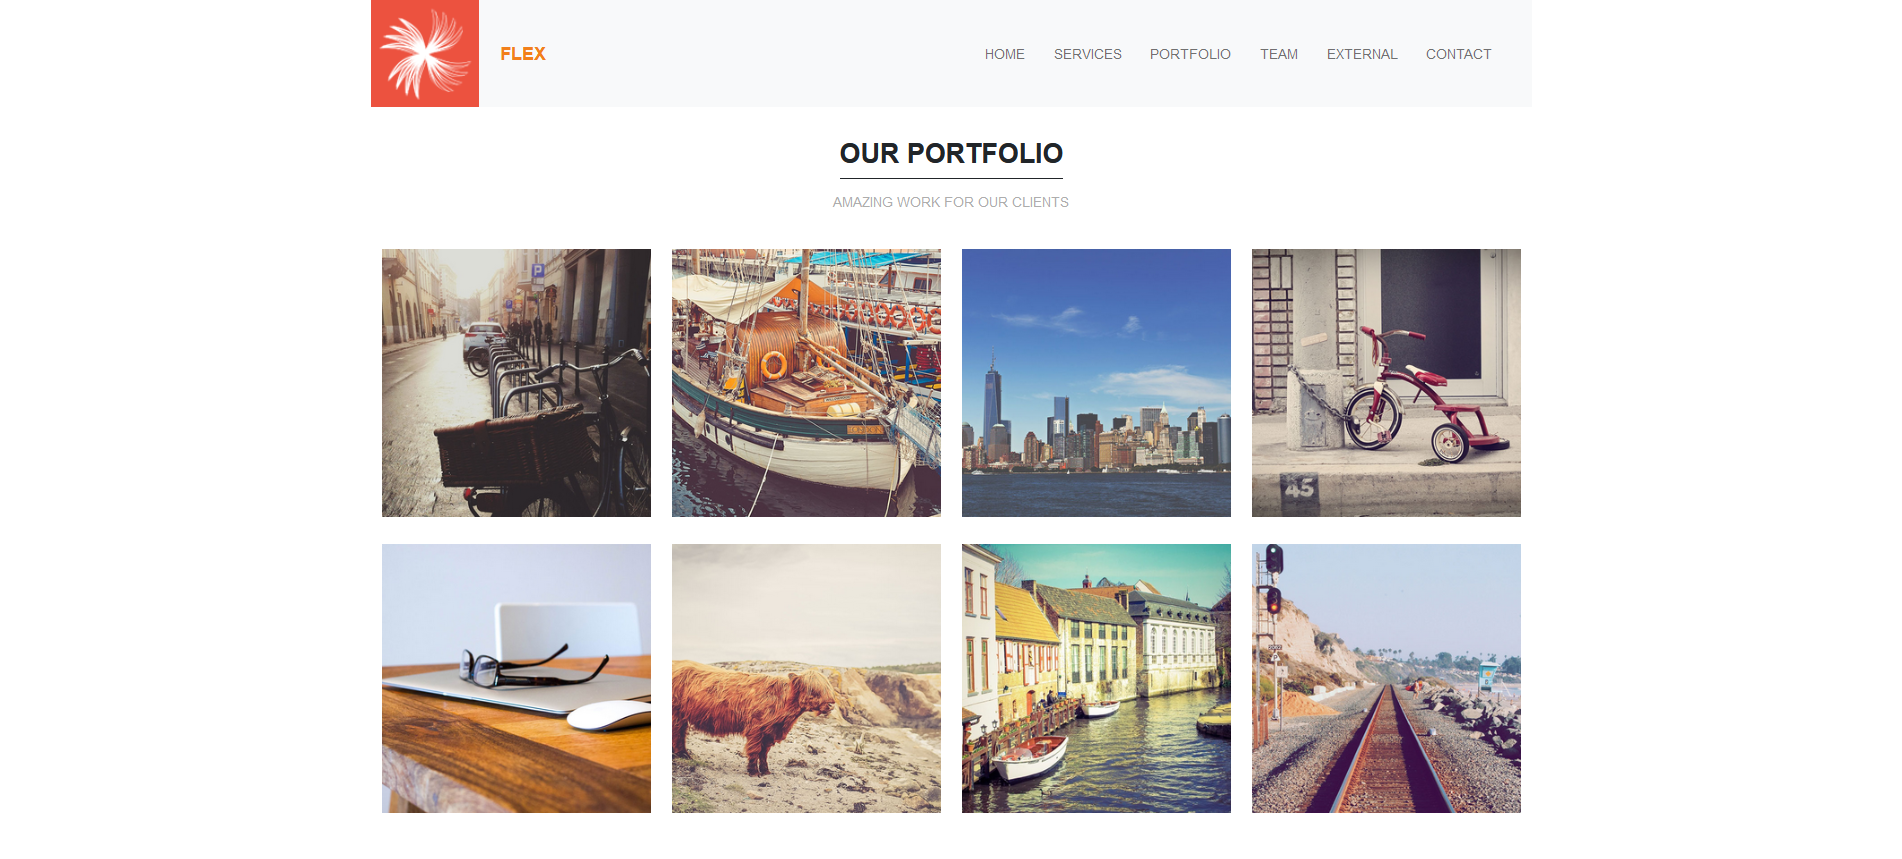 FLEX
HOME SERVICES PORTFOLIO TEAM EXTERNAL CONTACT
OUR PORTFOLIO
AMAZING WORK FOR OUR CLIENTS
P
45